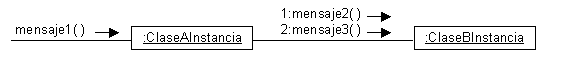 1:mensaje2()
mensaje1()
2:mensaje3()
:ClaseAInstancia
:ClaseBInstancia